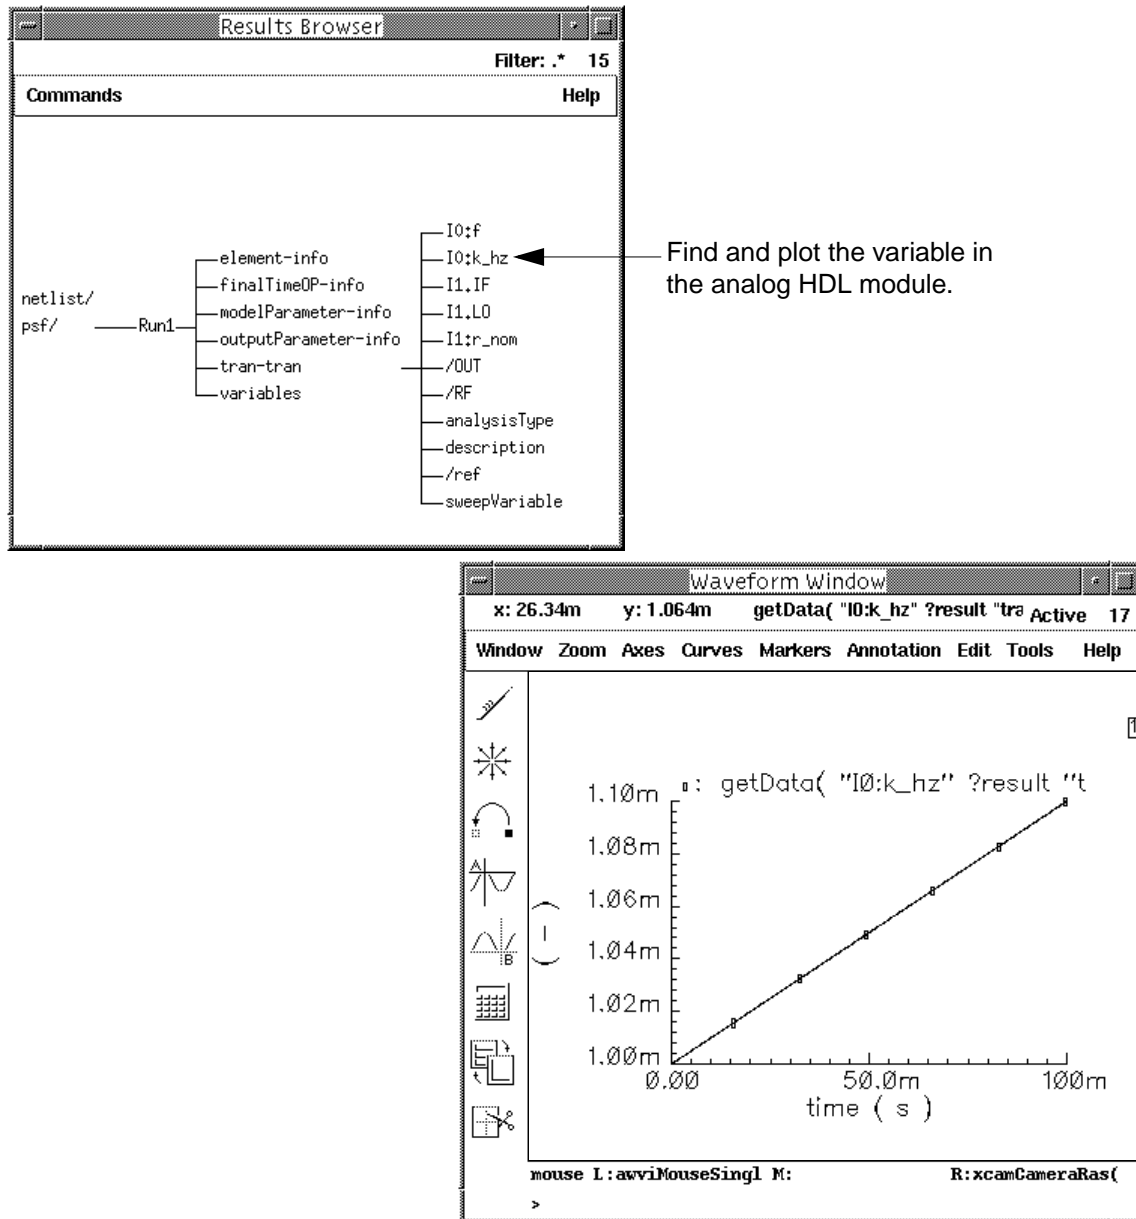 Results Browser
Filter: .* 15
Commands Help
I0:f
element-info I0:k_hz
Find and plot the variable in
the analog HDL module.
finalTimeOP-info I1.IF
netlist/
modelParameter-info I1.LO
psf/ Run1
outputParameter-info I1:r_nom
tran-tran /OUT
variables /RF
analysisType
description
/ref
sweepVariable
Waveform Window
x: 26.34m y: 1.064m getData( "I0:k_hz" ?result "tra Active 17
Window Zoom Axes Curves Markers Annotation Edit Tools Help
1
▯: getData( "I0:k_hz" ?result "t
1.10m
1.08m
A
1.06m
( - )
1.04m
B
1.02m
1.00m
0.00 50.0m 100m
time ( s )
mouse L:awviMouseSingl M: R:xcamCameraRas(
>